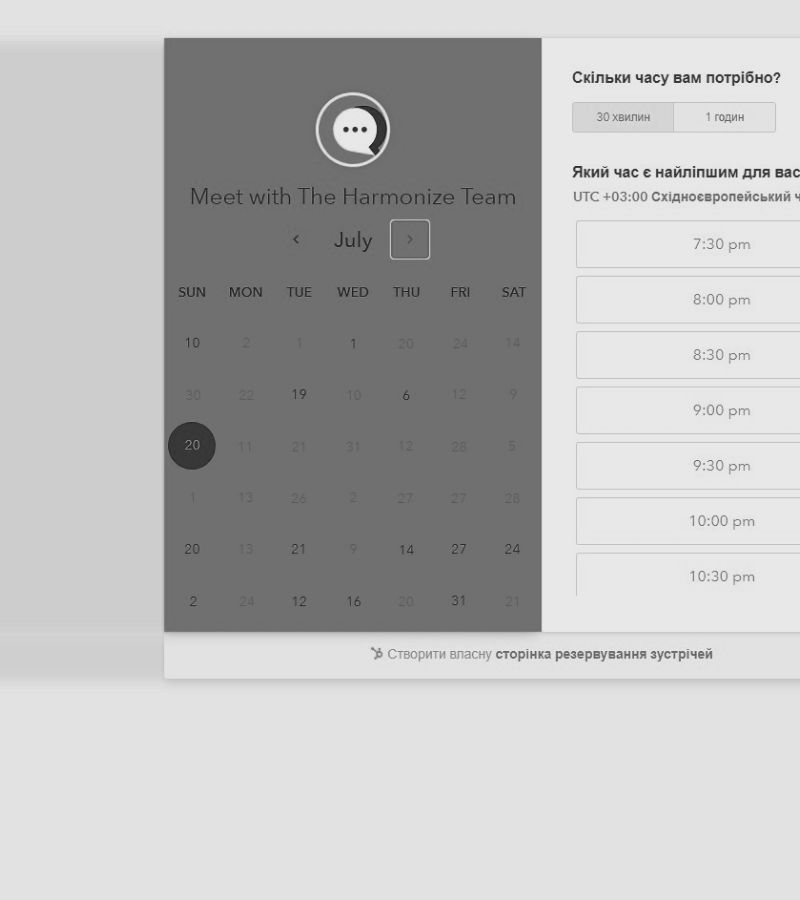 Meet with The Harmonize Team
July
SUN MON TUE WED THU FRI SAT
10 2 1 1 20 24 14
30 22 19 10 6 12 9
20 11 21 31 12 28 5
1 13 26 2 27 27 28
20 13 21 9 14 27 24
2 24 12 16 20 31 21
Скільки часу вам потрібно?
30 хвилин 1 годин
Який час є найліпшим для вас
UTC +03:00 Східноєвропейський ч
7:30 pm
8:00 pm
8:30 pm
9:00 pm
9:30 pm
10:00 pm
10:30 pm
Створити власну сторінка резервування зустрічей